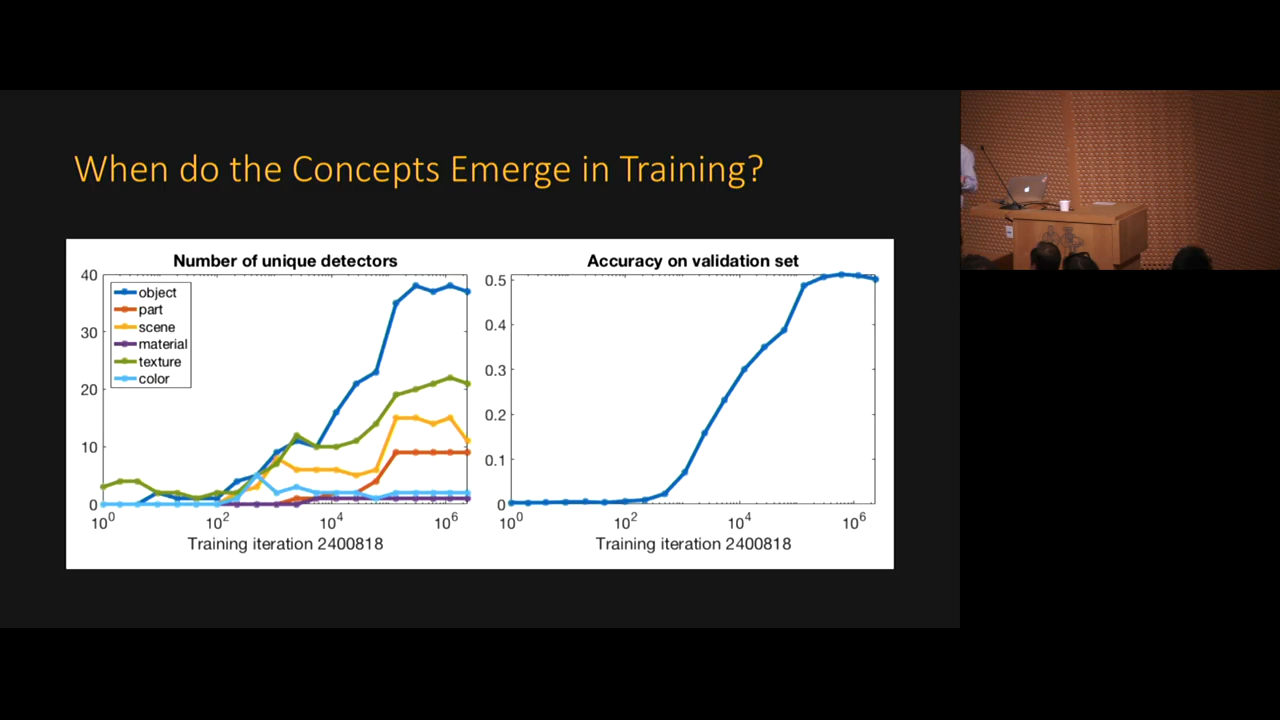 When do the Concepts Emerge in Training?
Number of unique detectors
40
30
20
10
0
object
part
scene
material
texture
color
10^0 10^2 10^4 10^6
Training iteration 2400818
Accuracy on validation set
0.5
0.4
0.3
0.2
0.1
0
10^0 10^2 10^4 10^6
Training iteration 2400818